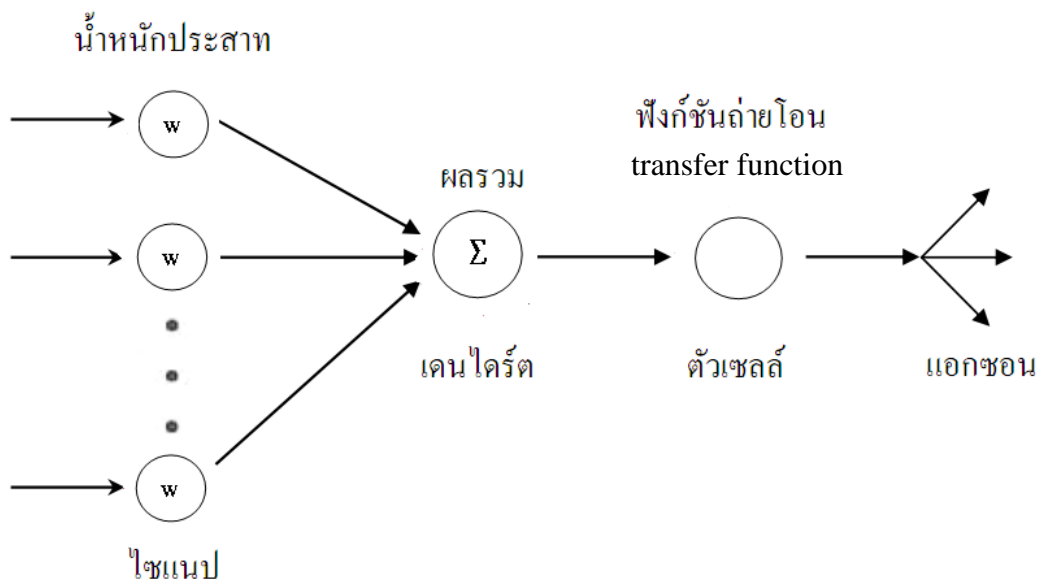 น้ำหนักประสาท
w
w
w
ไซแนป
ผลรวม
Σ
เดนไดร์ต
ฟังก์ชันถ่ายโอน
transfer function
ตัวเซลล์
แอกซอน